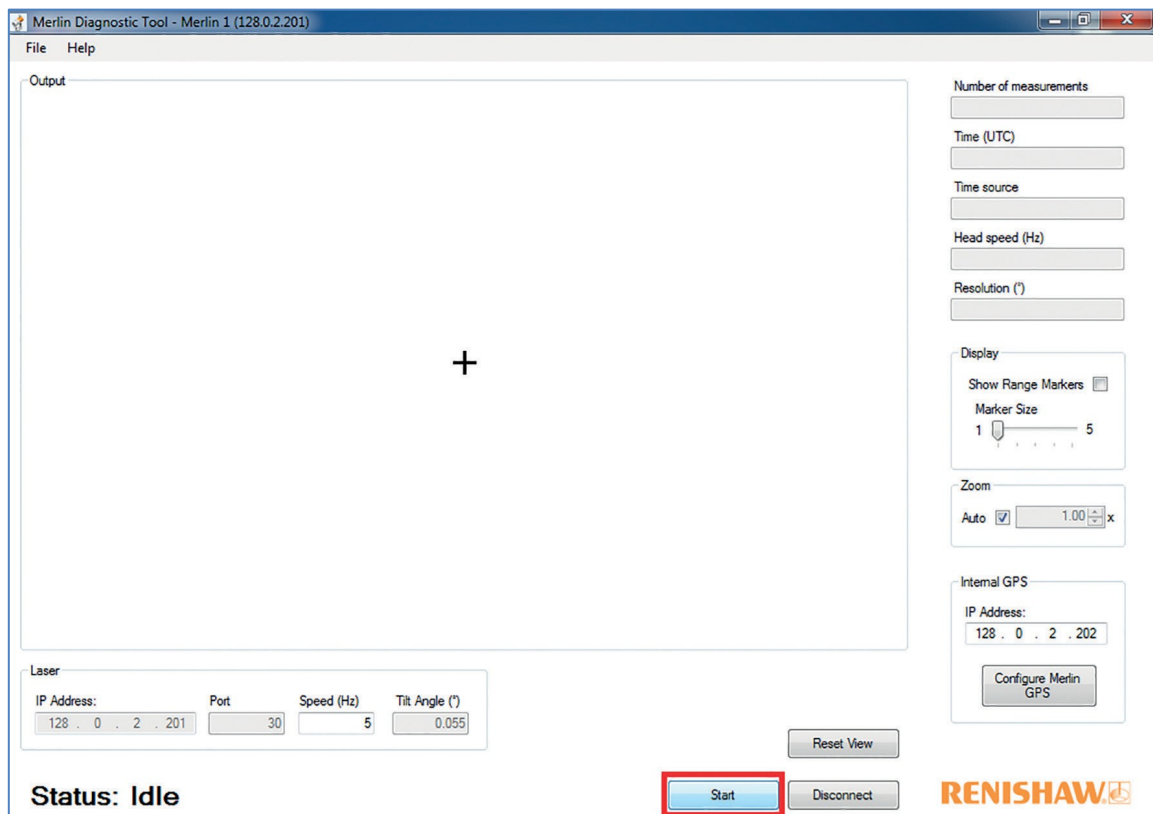 Merlin Diagnostic Tool - Merlin 1 (128.0.2.201)
File Help
Output
Number of measurements
Time (UTC)
Time source
Head speed (Hz)
Resolution (°)
Display
Show Range Markers
Marker Size
1 5
Zoom
Auto 1.00 x
Internal GPS
IP Address:
128 . 0 . 2 . 202
Configure Merlin
GPS
Laser
IP Address: Port Speed (Hz) Tilt Angle (°)
128 . 0 . 2 . 201 30 5 0.055
Reset View
Status: Idle
Start Disconnect
RENISHAW